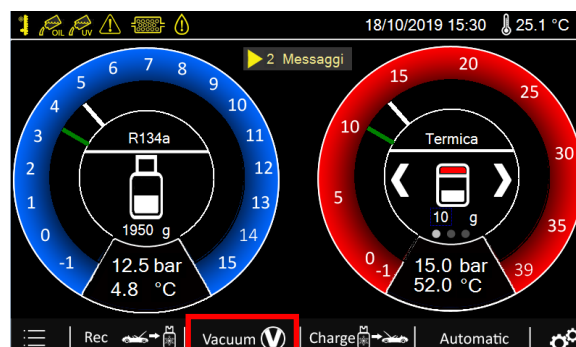 OIL UV 18/10/2019 15:30 25.1 °C
2 Messaggi
-1 0 1 2 3 4 5 6 7 8 9 10 11 12 13 14 15
R134a
1950 g
12.5 bar
4.8 °C
-1 0 5 10 15 20 25 30 35 39
Termica
10 g
15.0 bar
52.0 °C
Rec Vacuum V Charge Automatic